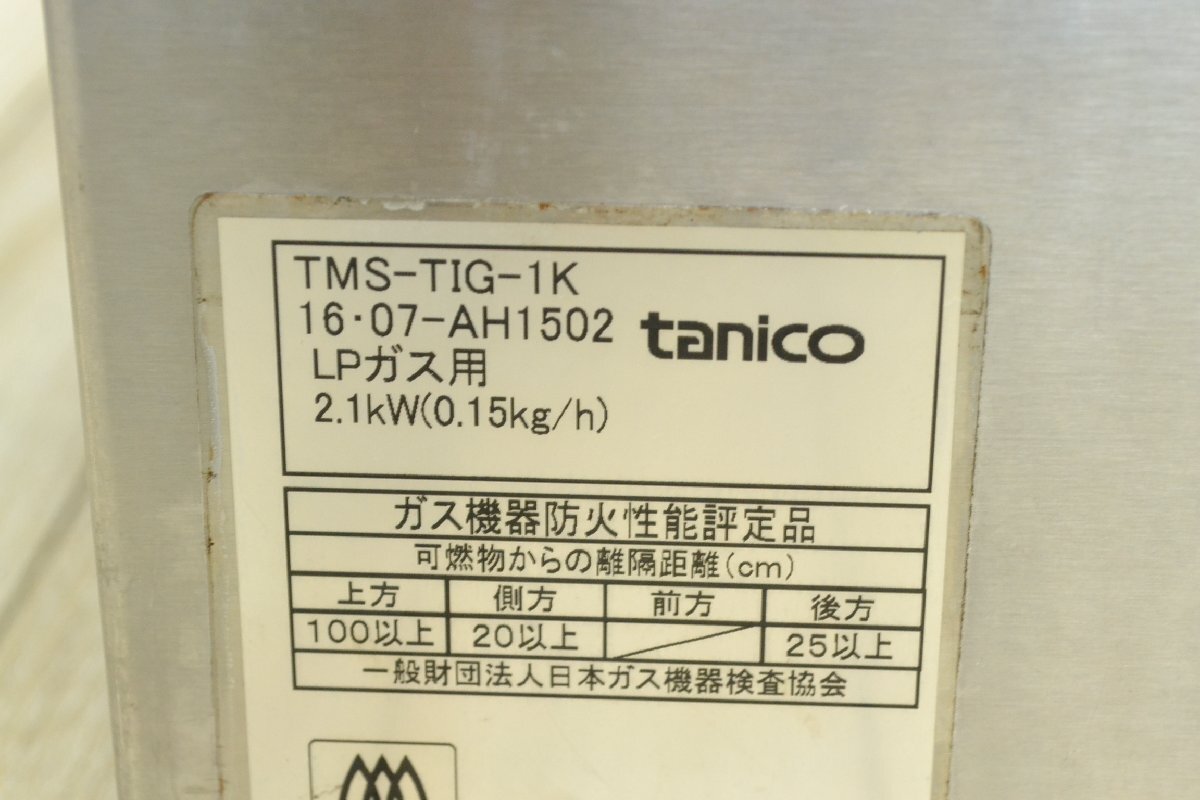 TMS-TIG-1K
16・07-AH1502
tanico
LPガス用
2.1kW(0.15kg/h)
ガス機器防火性能評定品
可燃物からの離隔距離(cm)
上方 側方 前方 後方
100以上 20以上 25以上
一般財団法人日本ガス機器検査協会